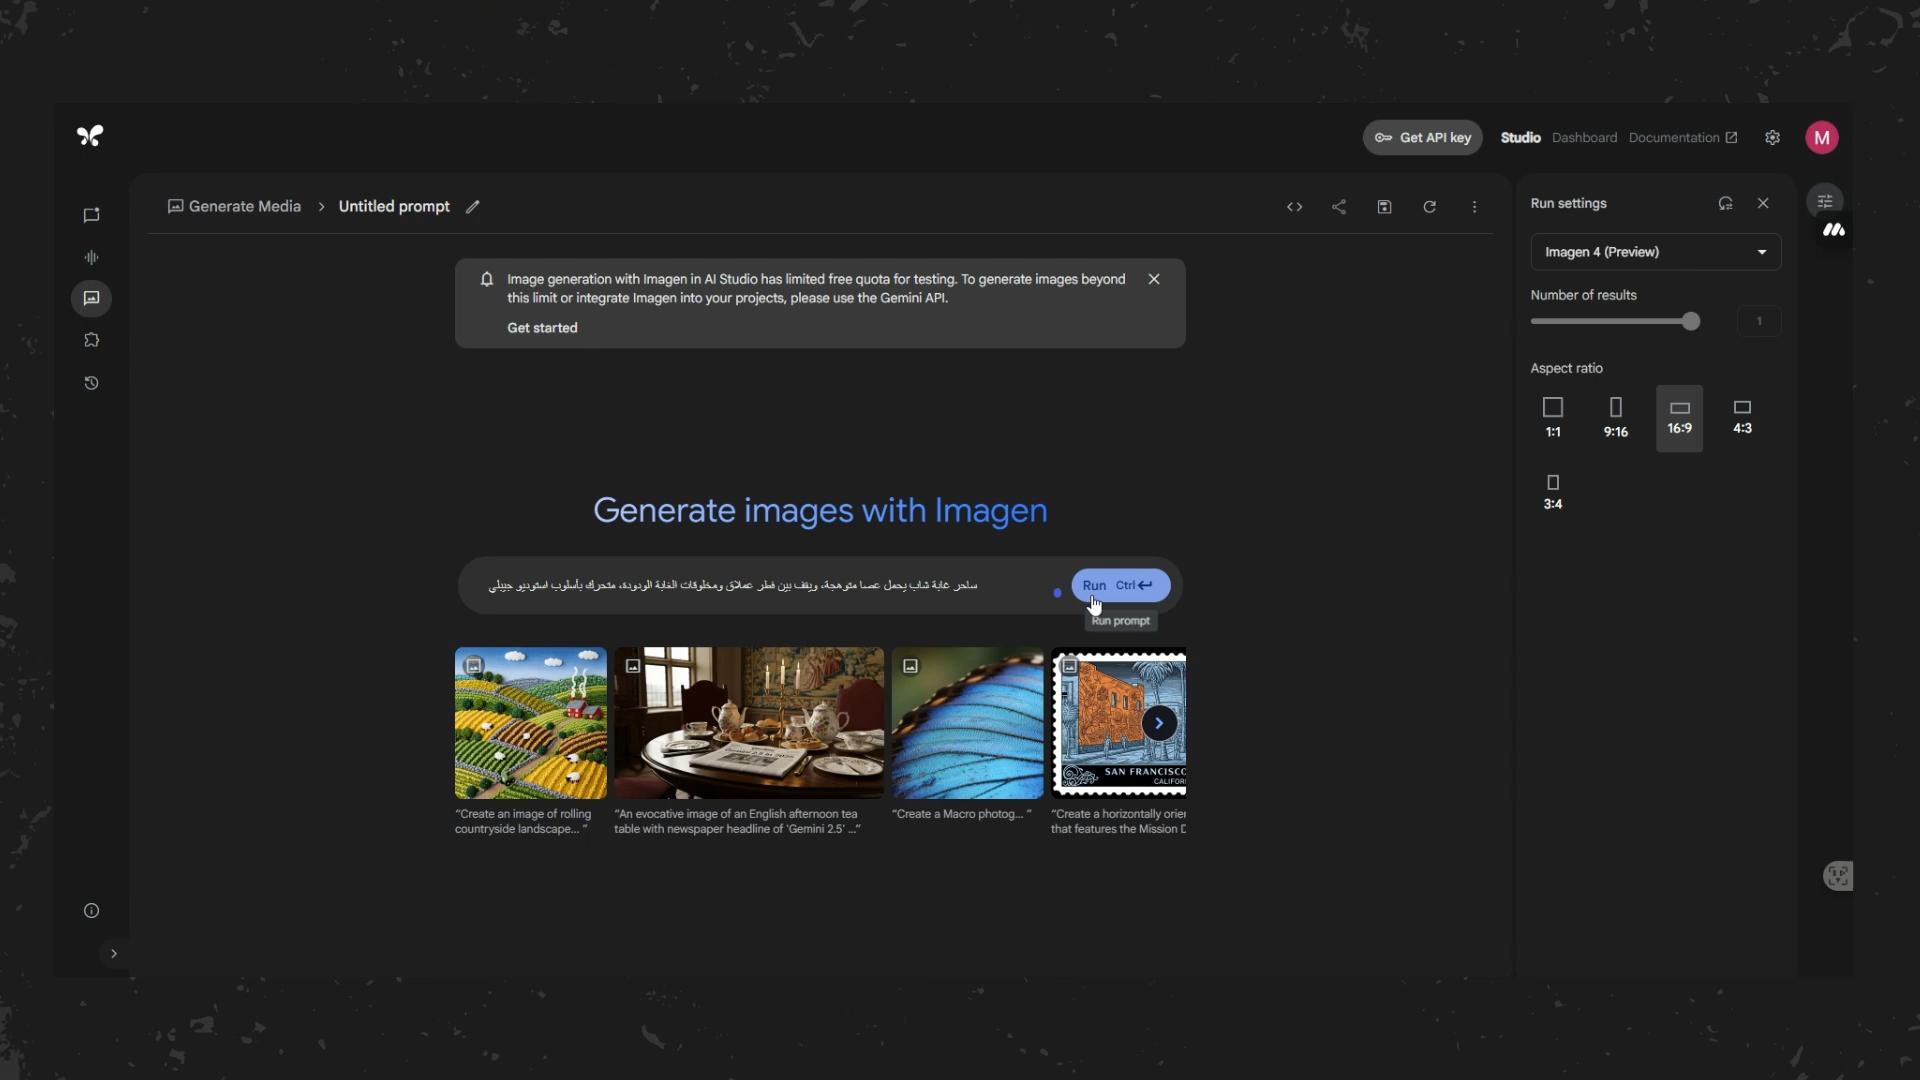 Get API key
Studio
Dashboard
Documentation
M
Generate Media > Untitled prompt
Run settings
Image generation with Imagen in AI Studio has limited free quota for testing. To generate images beyond
this limit or integrate Imagen into your projects, please use the Gemini API.
Get started
Imagen 4 (Preview)
Number of results
1
Aspect ratio
1:1
9:16
16:9
4:3
3:4
Generate images with Imagen
ساحر غابة شاب يحمل عصا متوهجة، ويقف بين فطر عملاق ومخلوقات الغابة الودودة، متحرك بأسلوب استوديو جيبلي
Run Ctrl
Run prompt
SAN FRANCISCO
CALIFOR
"Create an image of rolling
countryside landscape... "
"An evocative image of an English afternoon tea
table with newspaper headline of 'Gemini 2.5' ..."
"Create a Macro photog... "
"Create a horizontally orie
that features the Mission D